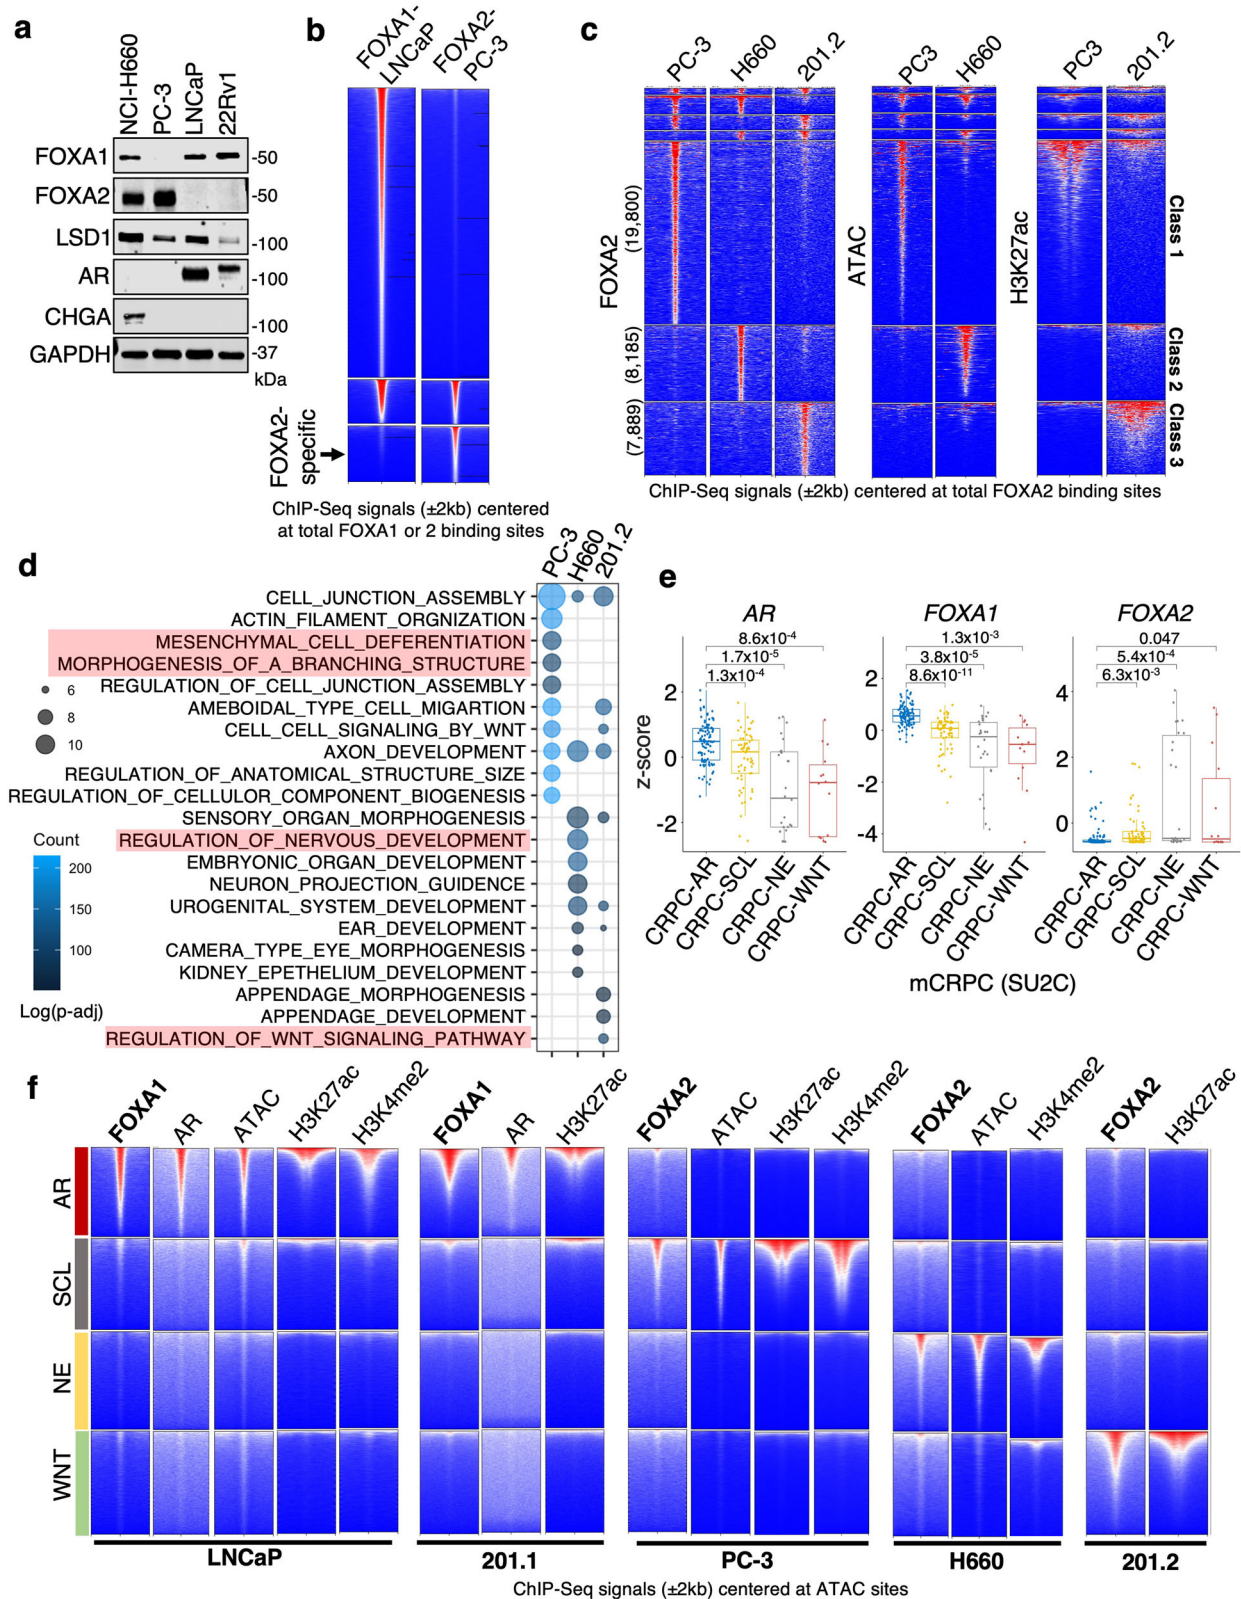 a
NCI-H660
PC-3
LNCaP
22Rv1
FOXA1
-50
FOXA2
-50
LSD1
-100
AR
-100
CHGA
-100
GAPDH
-37
kDa
b
FOXA1-
LNCaP
FOXA2-
PC-3
FOXA2-
specific
ChIP-Seq signals (±2kb) centered
at total FOXA1 or 2 binding sites
c
PC-3
H660
201.2
PC3
H660
PC3
201.2
FOXA2
(19,800)
(8,185)
(7,889)
ATAC
H3K27ac
Class 1
Class 2
Class 3
ChIP-Seq signals (±2kb) centered at total FOXA2 binding sites
d
PC-3
H660
201.2
CELL_JUNCTION_ASSEMBLY
ACTIN_FILAMENT_ORGNIZATION
MESENCHYMAL_CELL_DEFERENTIATION
MORPHOGENESIS_OF_A_BRANCHING_STRUCTURE
REGULATION_OF_CELL_JUNCTION_ASSEMBLY
AMEBOIDAL_TYPE_CELL_MIGARTION
CELL_CELL_SIGNALING_BY_WNT
AXON_DEVELOPMENT
REGULATION_OF_ANATOMICAL_STRUCTURE_SIZE
REGULATION_OF_CELLULOR_COMPONENT_BIOGENESIS
SENSORY_ORGAN_MORPHOGENESIS
REGULATION_OF_NERVOUS_DEVELOPMENT
EMBRYONIC_ORGAN_DEVELOPMENT
NEURON_PROJECTION_GUIDENCE
UROGENITAL_SYSTEM_DEVELOPMENT
EAR_DEVELOPMENT
CAMERA_TYPE_EYE_MORPHOGENESIS
KIDNEY_EPETHELIUM_DEVELOPMENT
APPENDAGE_MORPHOGENESIS
APPENDAGE_DEVELOPMENT
REGULATION_OF_WNT_SIGNALING_PATHWAY
6
8
10
Count
200
150
100
Log(p-adj)
e
AR
FOXA1
FOXA2
8.6x10-4
1.7x10-5
1.3x10-4
1.3x10-3
3.8x10-5
8.6x10-11
0.047
5.4x10-4
6.3x10-3
z-score
2
0
-2
2
0
-2
-4
4
2
0
CRPC-AR
CRPC-SCL
CRPC-NE
CRPC-WNT
CRPC-AR
CRPC-SCL
CRPC-NE
CRPC-WNT
CRPC-AR
CRPC-SCL
CRPC-NE
CRPC-WNT
mCRPC (SU2C)
f
FOXA1
AR
ATAC
H3K27ac
H3K4me2
FOXA1
AR
H3K27ac
FOXA2
ATAC
H3K27ac
H3K4me2
FOXA2
ATAC
H3K4me2
FOXA2
H3K27ac
AR
SCL
NE
WNT
LNCaP
201.1
PC-3
H660
201.2
ChIP-Seq signals (±2kb) centered at ATAC sites